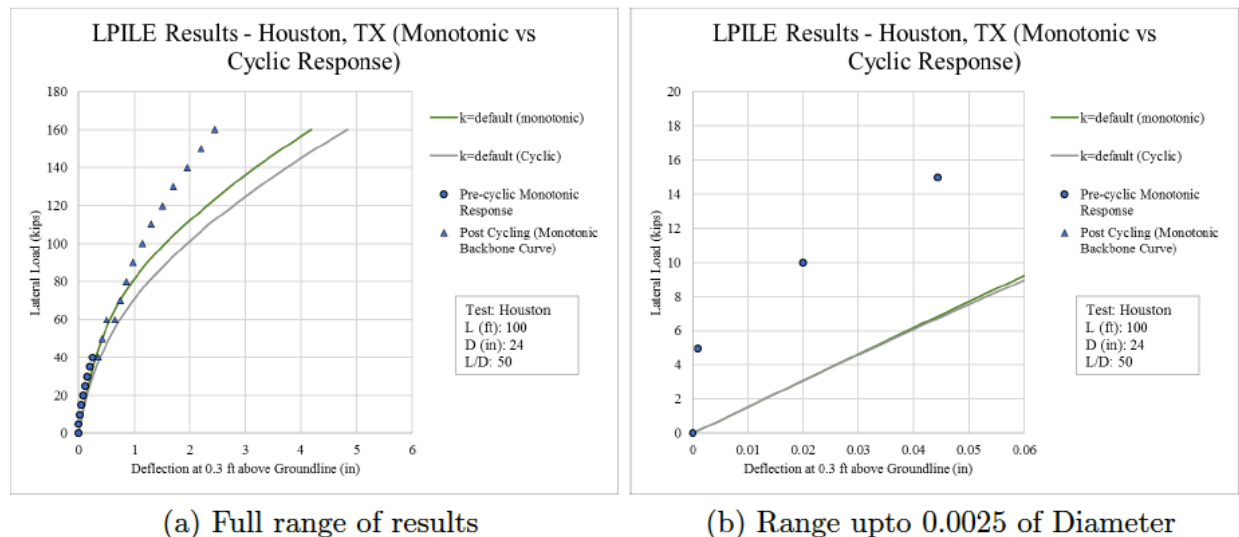 LPILE Results - Houston, TX (Monotonic vs
Cyclic Response)
180
160
140
120
100
80
60
40
20
0
Lateral Load (kips)
0 1 2 3 4 5 6
Deflection at 0.3 ft above Groundline (in)
k=default (monotonic)
k=default (Cyclic)
Pre-cyclic Monotonic
Response
Post Cycling (Monotonic
Backbone Curve)
Test: Houston
L (ft): 100
D (in): 24
L/D: 50
(a) Full range of results
LPILE Results - Houston, TX (Monotonic vs
Cyclic Response)
20
18
16
14
12
10
8
6
4
2
0
Lateral Load (kips)
0 0.01 0.02 0.03 0.04 0.05 0.06
Deflection at 0.3 ft above Groundline (in)
k=default (monotonic)
k=default (Cyclic)
Pre-cyclic Monotonic
Response
Post Cycling (Monotonic
Backbone Curve)
Test: Houston
L (ft): 100
D (in): 24
L/D: 50
(b) Range upto 0.0025 of Diameter